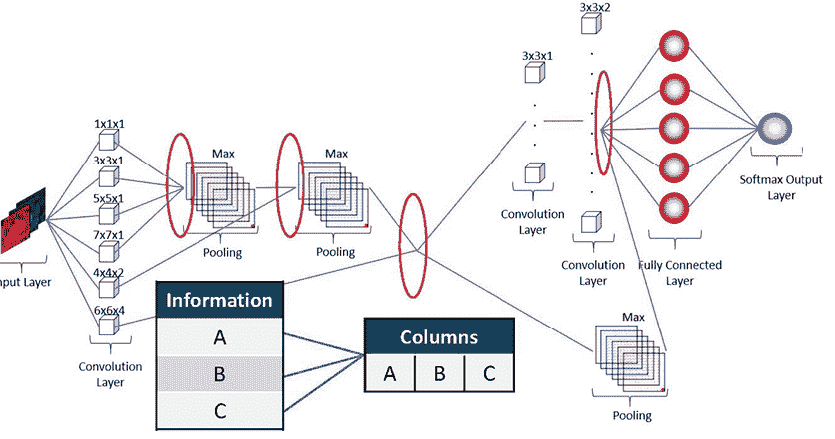 3x3x2
3x3x1
1x1x1
3x3x1
5x5x1
7x7x1
4x4x2
6x6x4
Max
Max
Pooling
Pooling
nput Layer
Convolution
Layer
Convolution
Layer
Convolution
Layer
Fully Connected
Layer
Softmax Output
Layer
Information
A
B
C
Columns
A B C
Max
Pooling